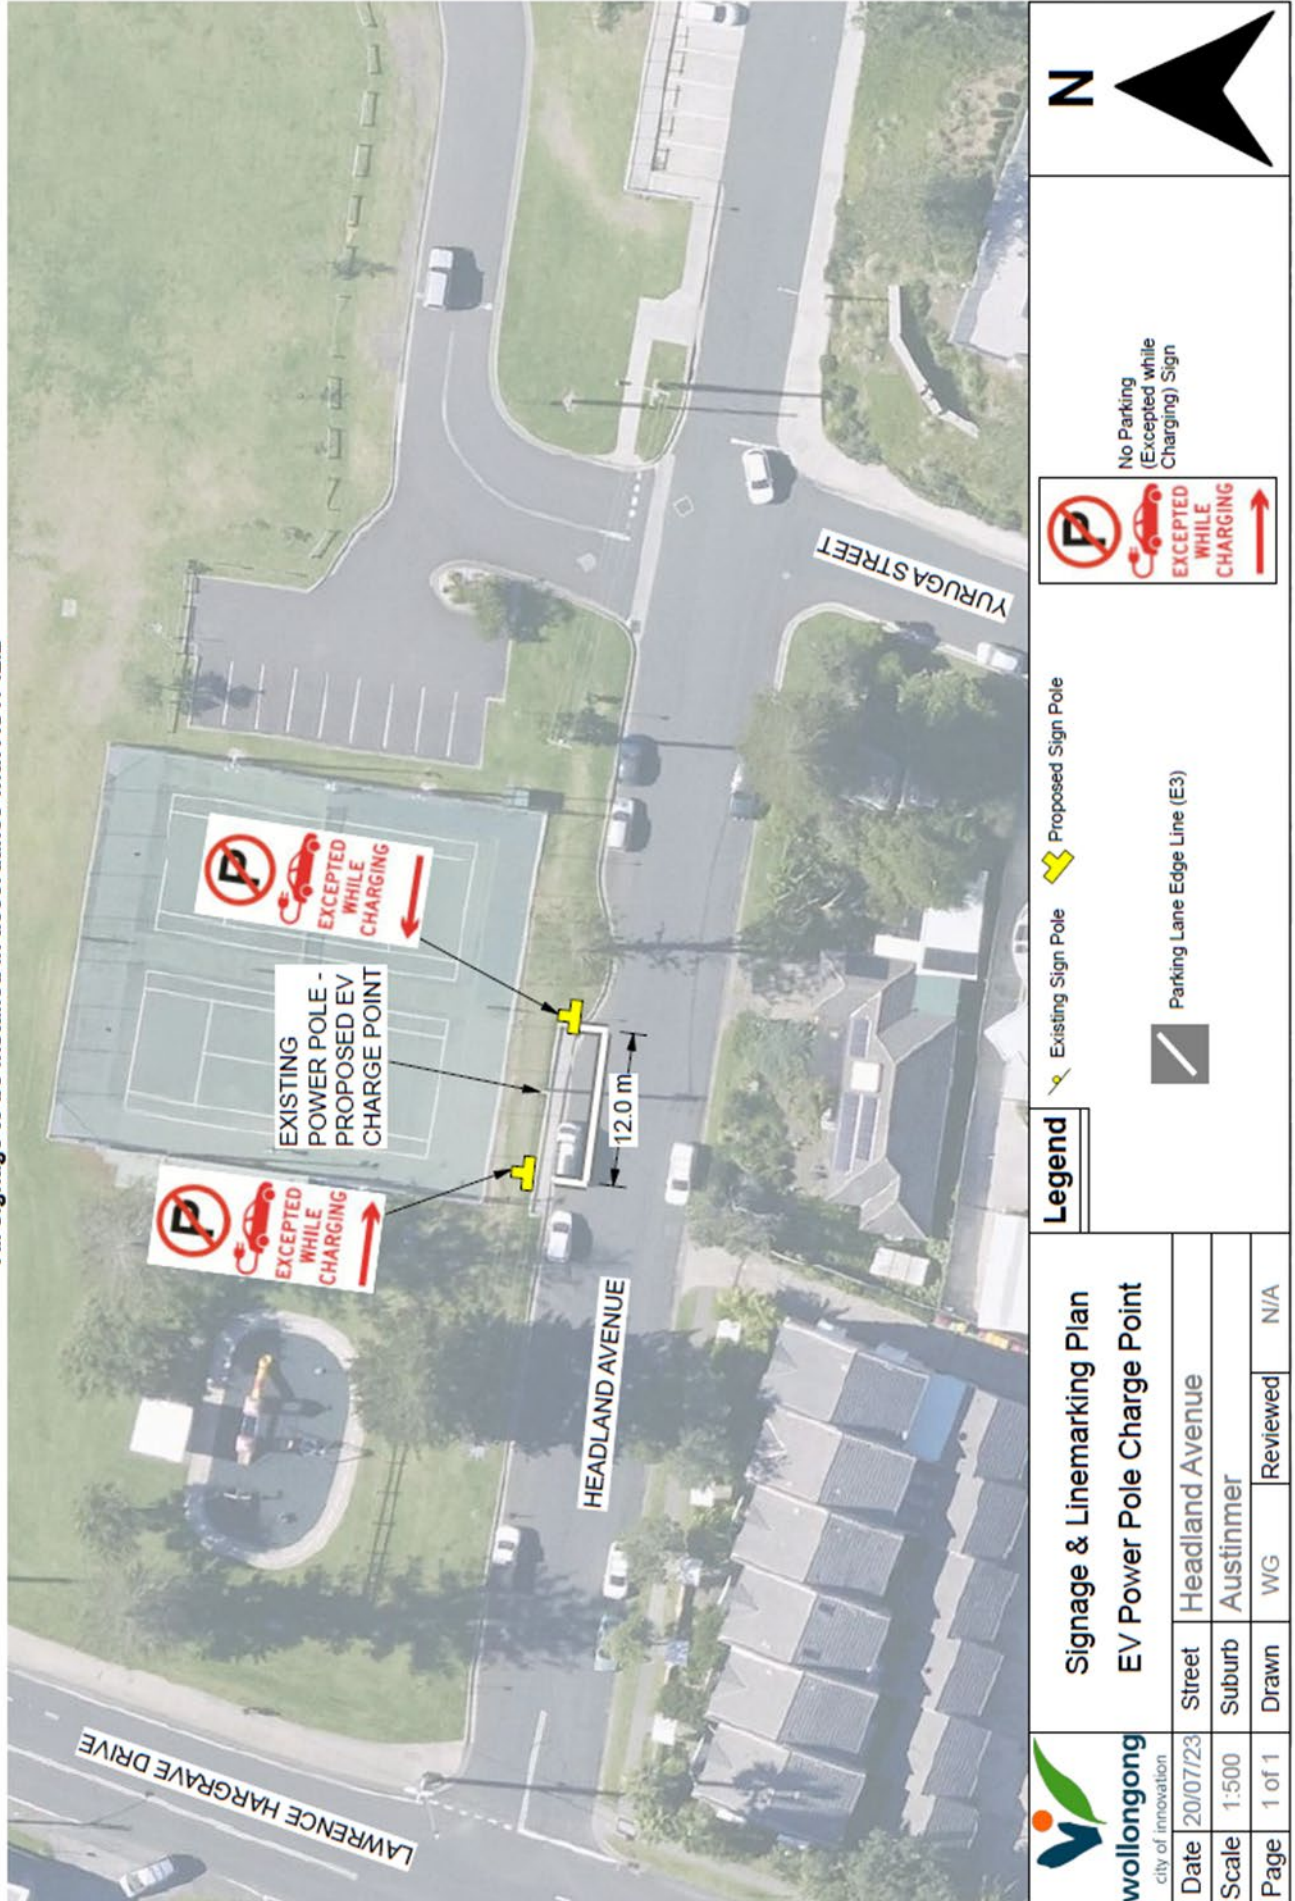 LAWRENCE HARGRAVE DRIVE
HEADLAND AVENUE
YURUGA STREET
P
EXCEPTED
WHILE
CHARGING
EXISTING
POWER POLE -
PROPOSED EV
CHARGE POINT
P
EXCEPTED
WHILE
CHARGING
12.0 m
wollongong
city of innovation
Signage & Linemarking Plan
EV Power Pole Charge Point
Date 20/07/23 Street Headland Avenue
Scale 1:500 Suburb Austinmer
Page 1 of 1 Drawn WG Reviewed N/A
Legend
Existing Sign Pole
Proposed Sign Pole
Parking Lane Edge Line (E3)
P
EXCEPTED
WHILE
CHARGING
No Parking
(Excepted while
Charging) Sign
N